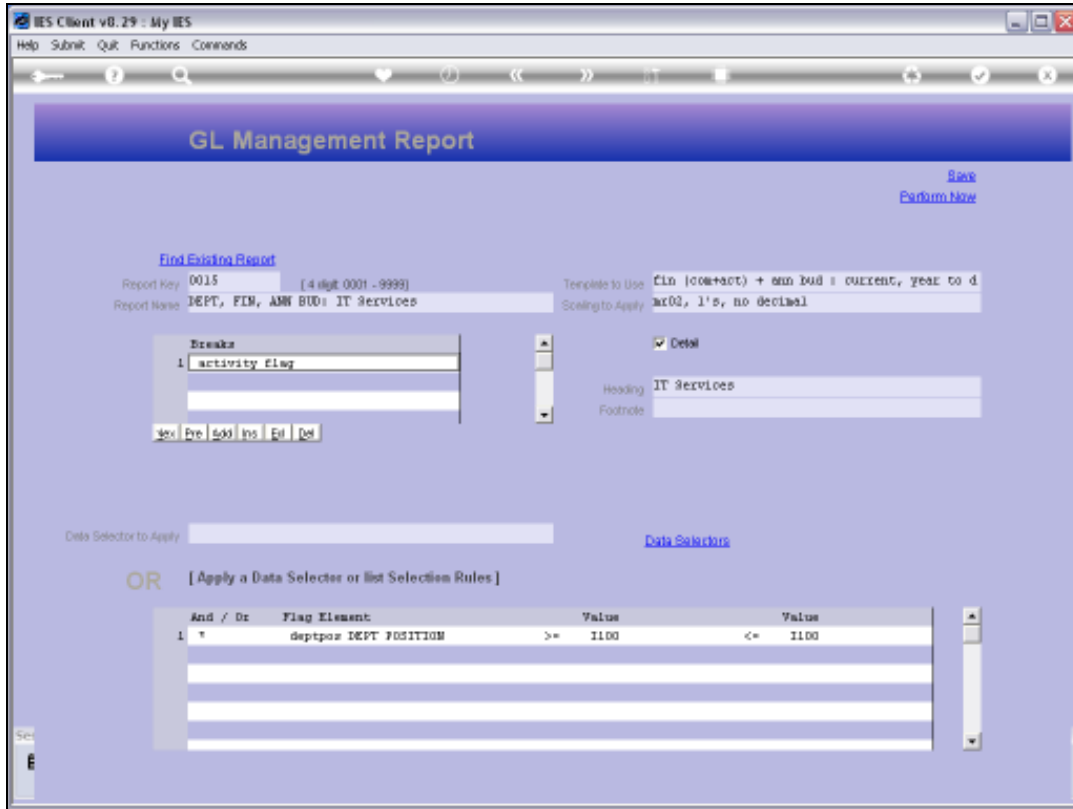 IES Client v8.29 : My IES
Help Submit Quit Functions Commands
GL Management Report
Save
Perform Now
Find Existing Report
Report Key 0015 [ 4 digit: 0001 - 9999]
Template to Use fin (com+act) + ann bud : current, year to d
Report Name DEPT, FIN, ANN BUD: IT Services
Scaling to Apply mr02, 1's, no decimal
Breaks
1 activity flag
Detail
Heading IT Services
Footnote
Nex Pre Add Ins Ed Del
Data Selector to Apply
Data Selectors
OR [ Apply a Data Selector or list Selection Rules ]
And / Or Flag Element Value Value
1 deptpos DEPT POSITION >= I100 <= I100